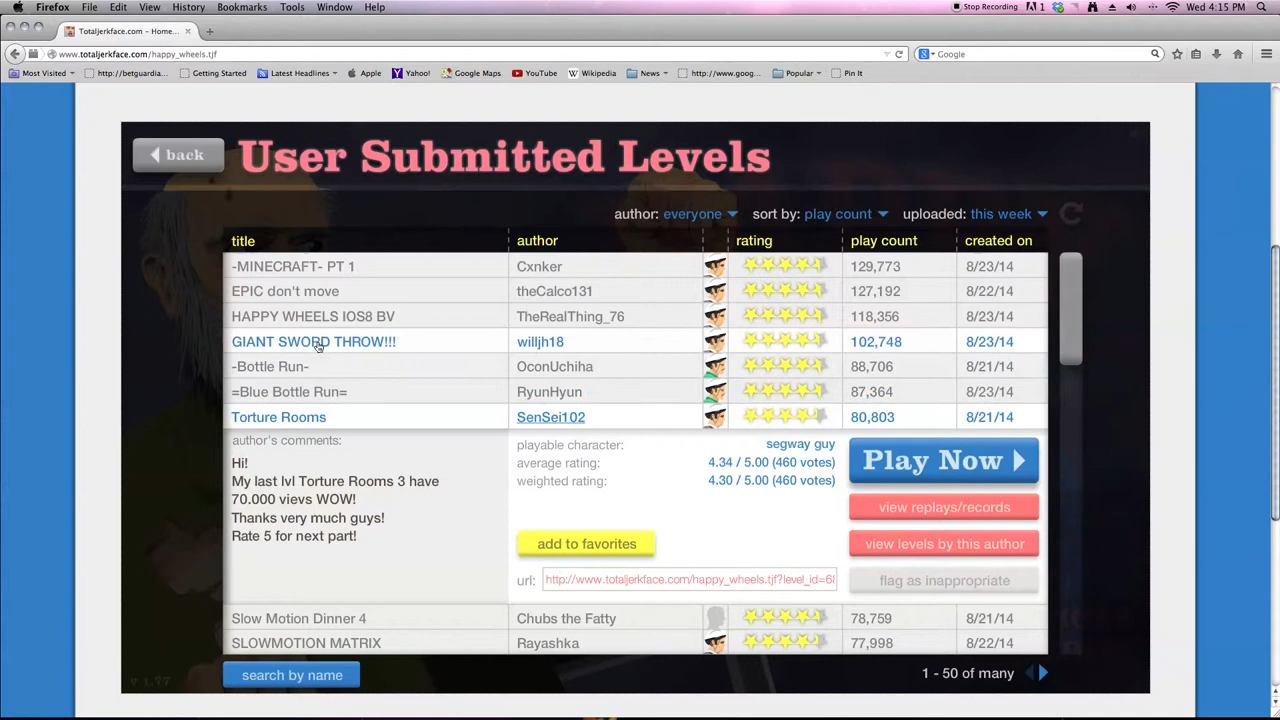 Firefox File Edit View History Bookmarks Tools Window Help Stop Recording 1 Wed 4:15 PM
Totaljerkface.com - Home...
www.totaljerkface.com/happy_wheels.tjf Google
Most Visited http://betguardia... Getting Started Latest Headlines Apple Yahoo! Google Maps YouTube Wikipedia News http://www.goog... Popular Pin It
back User Submitted Levels
author: everyone sort by: play count uploaded: this week
title author rating play count created on
-MINECRAFT- PT 1 Cxnker 129,773 8/23/14
EPIC don't move theCalco131 127,192 8/22/14
HAPPY WHEELS IOS8 BV TheRealThing_76 118,356 8/23/14
GIANT SWORD THROW!!! willjh18 102,748 8/23/14
-Bottle Run- OconUchiha 88,706 8/21/14
=Blue Bottle Run= RyunHyun 87,364 8/23/14
Torture Rooms SenSei102 80,803 8/21/14
author's comments:
Hi!
My last lvl Torture Rooms 3 have
70.000 vievs WOW!
Thanks very much guys!
Rate 5 for next part!
playable character: segway guy
average rating: 4.34 / 5.00 (460 votes)
weighted rating: 4.30 / 5.00 (460 votes)
add to favorites
url: http://www.totaljerkface.com/happy_wheels.tjf?level_id=6
Play Now
view replays/records
view levels by this author
flag as inappropriate
Slow Motion Dinner 4 Chubs the Fatty 78,759 8/21/14
SLOWMOTION MATRIX Rayashka 77,998 8/22/14
search by name 1 - 50 of many
v 1.77